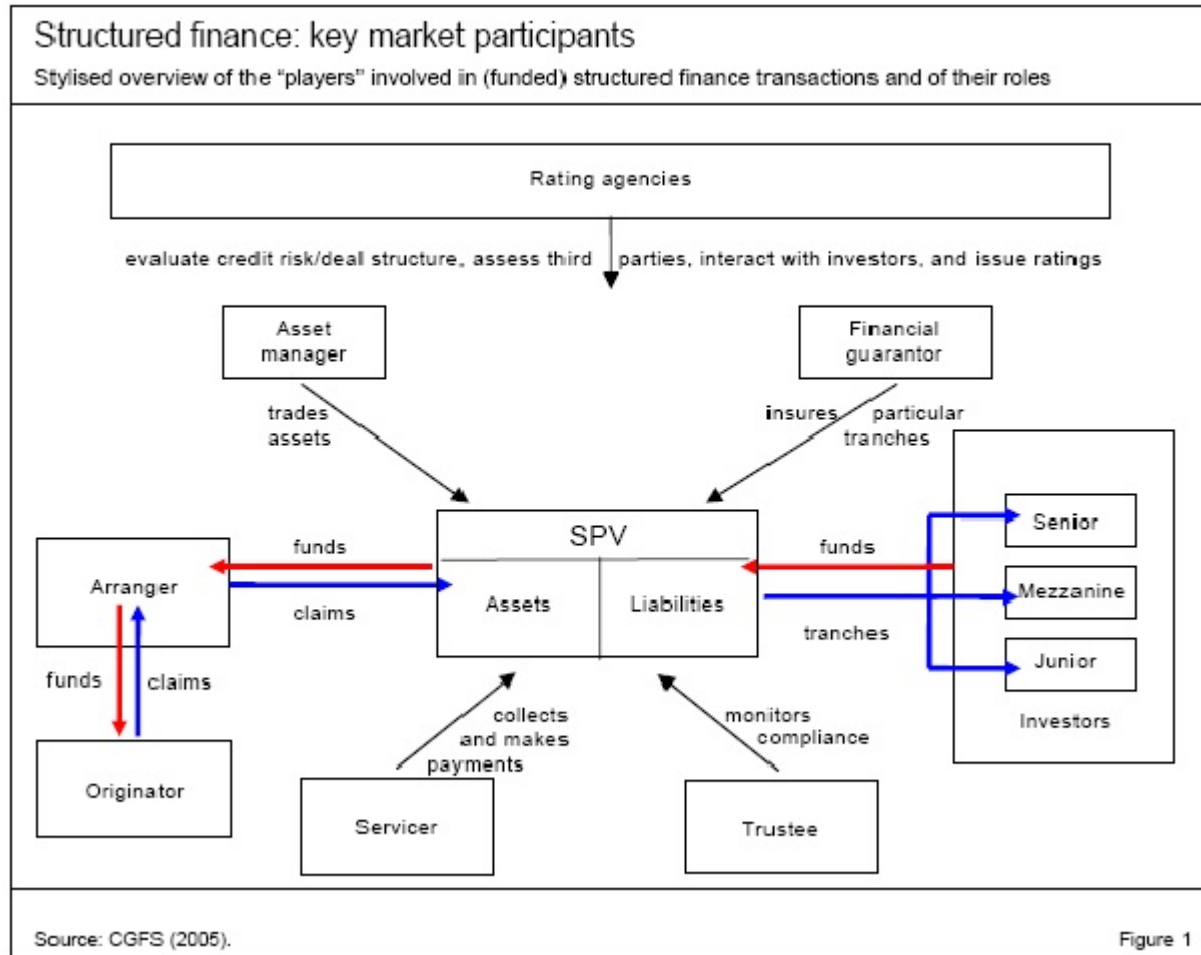 Structured finance: key market participants
Stylised overview of the "players" involved in (funded) structured finance transactions and of their roles
Rating agencies
evaluate credit risk/deal structure, assess third parties, interact with investors, and issue ratings
Asset
manager
Financial
guarantor
trades
assets
insures particular
tranches
SPV
Assets
Liabilities
funds
claims
Arranger
funds
claims
Originator
funds
tranches
Senior
Mezzanine
Junior
Investors
collects
and makes
payments
monitors
compliance
Servicer
Trustee
Source: CGFS (2005).
Figure 1